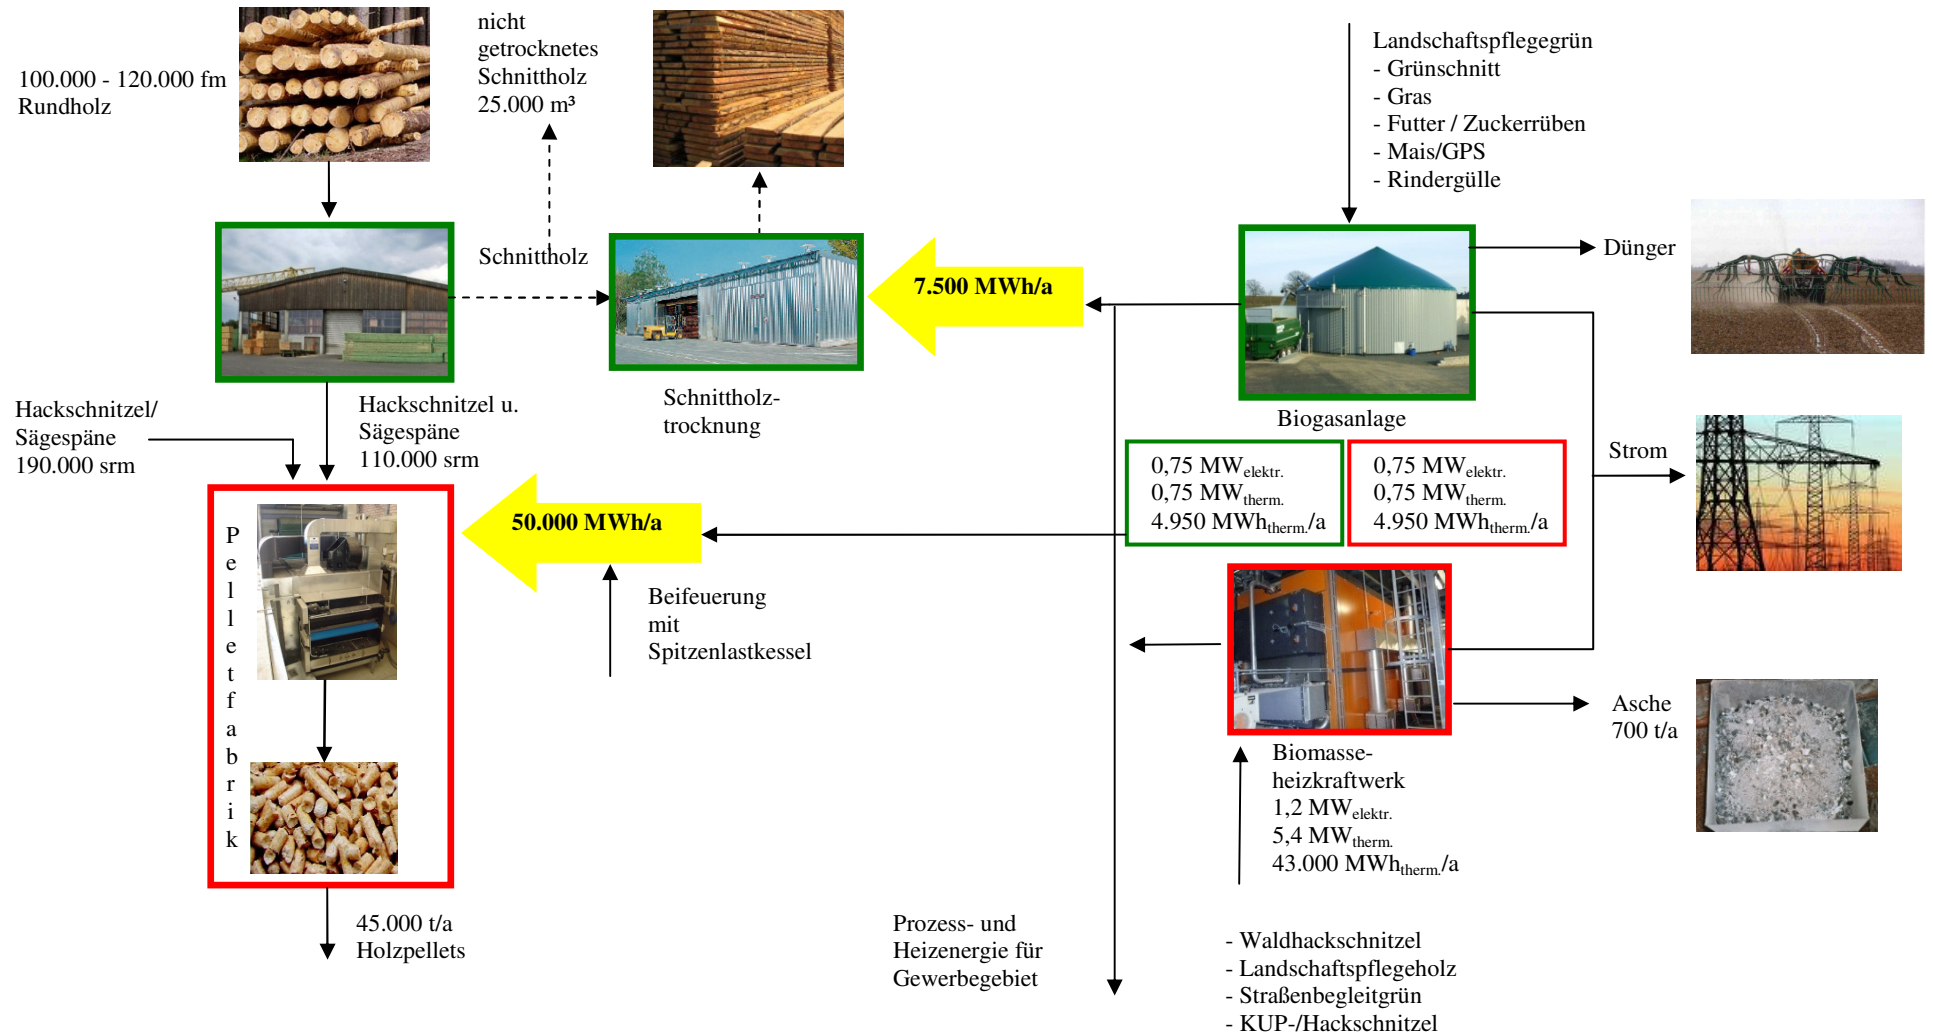 100.000 - 120.000 fm
Rundholz
nicht
getrocknetes
Schnittholz
25.000 m³
Landschaftspflegegrün
- Grünschnitt
- Gras
- Futter / Zuckerrüben
- Mais/GPS
- Rindergülle
Schnittholz
7.500 MWh/a
Dünger
Hackschnitzel/
Sägespäne
190.000 srm
Hackschnitzel u.
Sägespäne
110.000 srm
Schnittholz-
trocknung
Biogasanlage
0,75 MWelektr.
0,75 MWtherm.
4.950 MWhtherm./a
0,75 MWelektr.
0,75 MWtherm.
4.950 MWhtherm./a
Strom
50.000 MWh/a
P
e
l
l
e
t
f
a
b
r
i
k
Beifeuerung
mit
Spitzenlastkessel
Asche
700 t/a
Biomasse-
heizkraftwerk
1,2 MWelektr.
5,4 MWtherm.
43.000 MWhtherm./a
45.000 t/a
Holzpellets
Prozess- und
Heizenergie für
Gewerbegebiet
- Waldhackschnitzel
- Landschaftspflegeholz
- Straßenbegleitgrün
- KUP-/Hackschnitzel